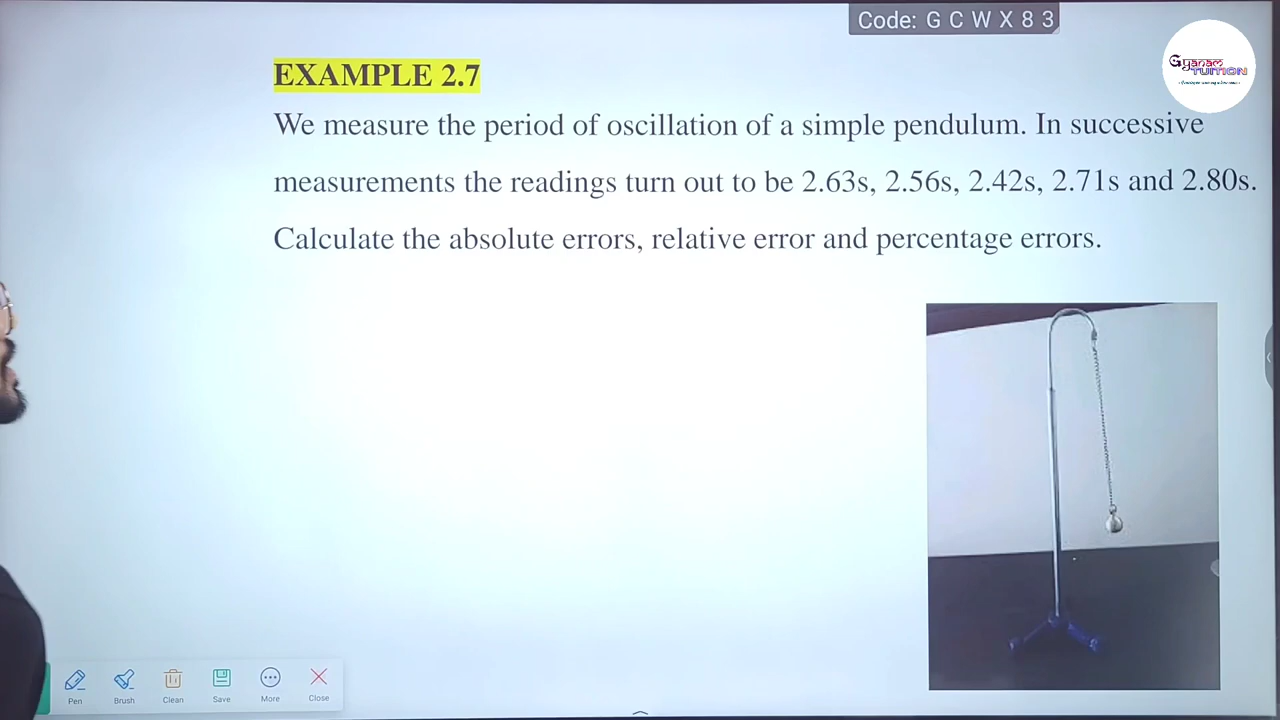 Code: G C W X 8 3
Gyanam
TUITION
EXAMPLE 2.7
We measure the period of oscillation of a simple pendulum. In successive
measurements the readings turn out to be 2.63s, 2.56s, 2.42s, 2.71s and 2.80s.
Calculate the absolute errors, relative error and percentage errors.
Pen
Brush
Clean
Save
More
Close